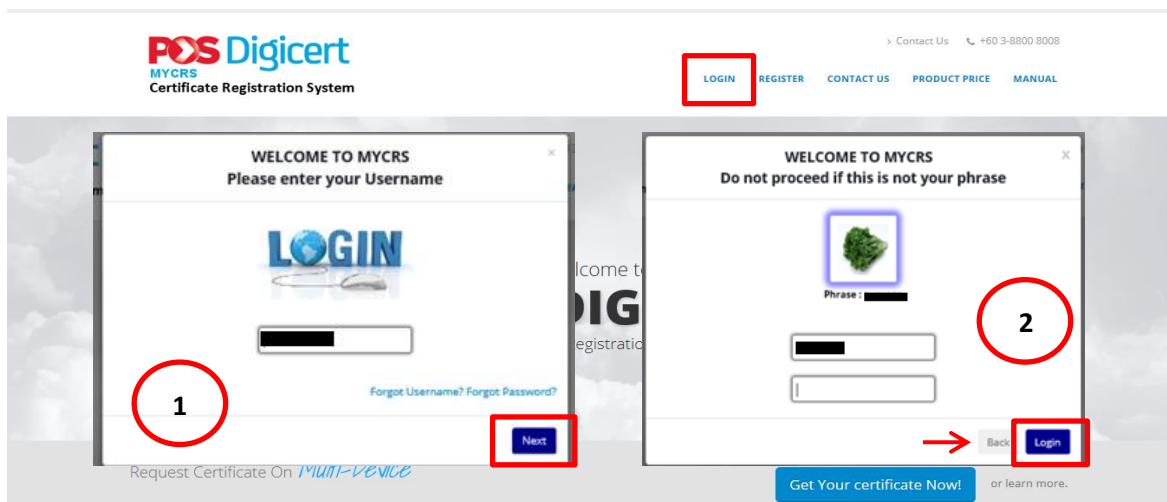 POS Digicert
MYCRS
Certificate Registration System
> Contact Us +60 3-8800 8008
LOGIN REGISTER CONTACT US PRODUCT PRICE MANUAL
WELCOME TO MYCRS ×
Please enter your Username
LOGIN
1
Forgot Username? Forgot Password?
Next
WELCOME TO MYCRS X
Do not proceed if this is not your phrase
Phrase :
2
Back Login
lcome t
DIG
egistratio
Request Certificate On Multi-Device
Get Your certificate Now! or learn more.